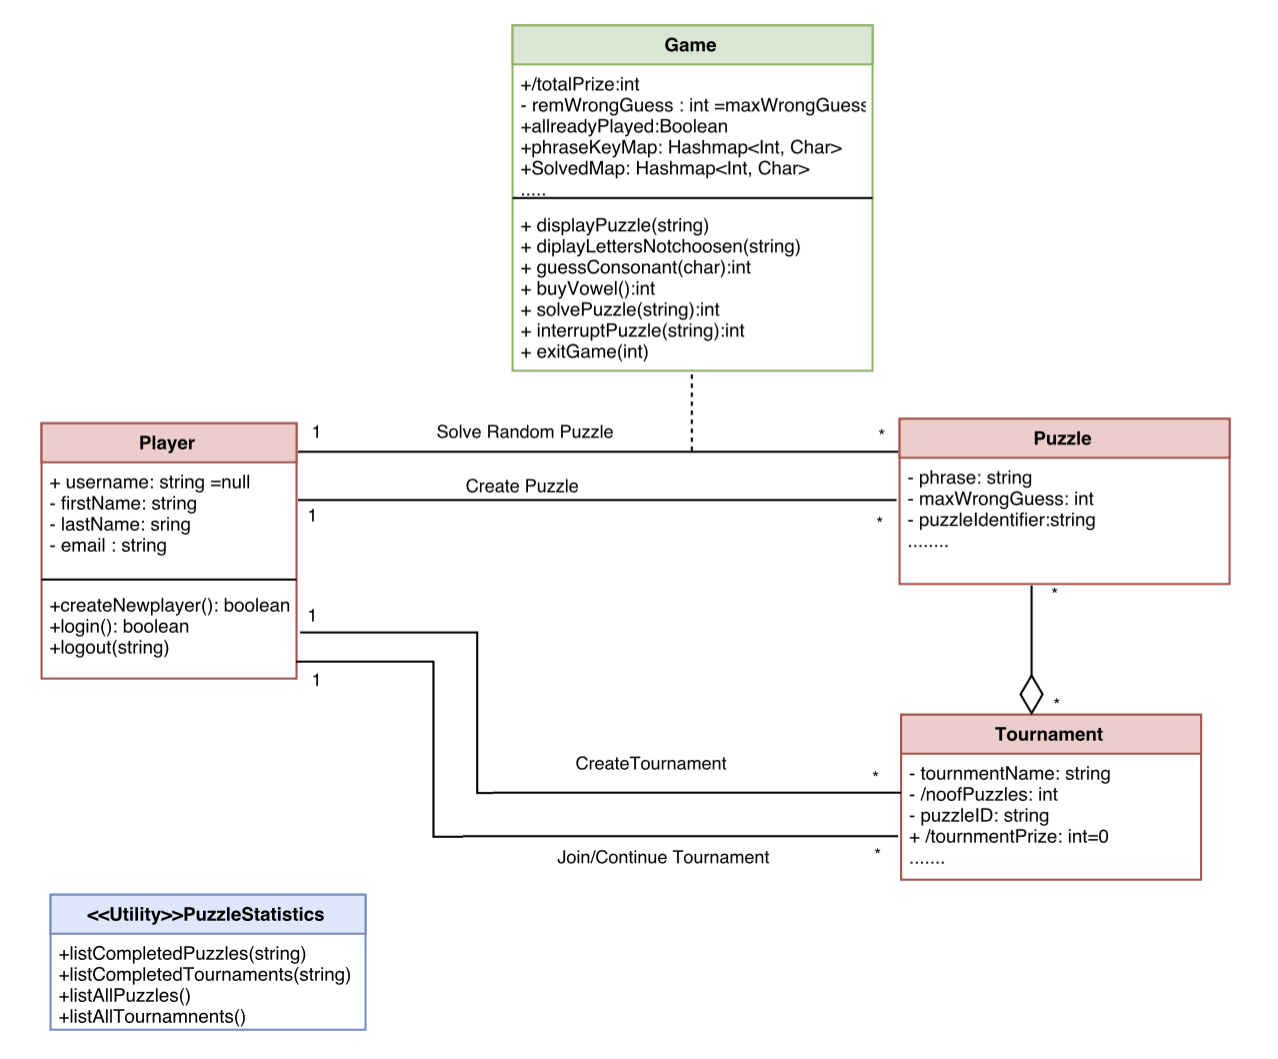 Game
+/totalPrize:int
- remWrongGuess : int =maxWrongGuess
+allreadyPlayed:Boolean
+phraseKeyMap: Hashmap<Int, Char>
+SolvedMap: Hashmap<Int, Char>
.....
+ displayPuzzle(string)
+ diplayLettersNotchoosen(string)
+ guessConsonant(char):int
+ buyVowel():int
+ solvePuzzle(string):int
+ interruptPuzzle(string):int
+ exitGame(int)
Player
+ username: string =null
- firstName: string
- lastName: sring
- email : string
+createNewplayer(): boolean
+login(): boolean
+logout(string)
1
Solve Random Puzzle
*
Create Puzzle
1
*
Puzzle
- phrase: string
- maxWrongGuess: int
- puzzleIdentifier:string
........
*
*
1
1
CreateTournament
*
Join/Continue Tournament
*
Tournament
- tournmentName: string
- /noofPuzzles: int
- puzzleID: string
+ /tournmentPrize: int=0
.......
<<Utility>>PuzzleStatistics
+listCompletedPuzzles(string)
+listCompletedTournaments(string)
+listAllPuzzles()
+listAllTournamnents()